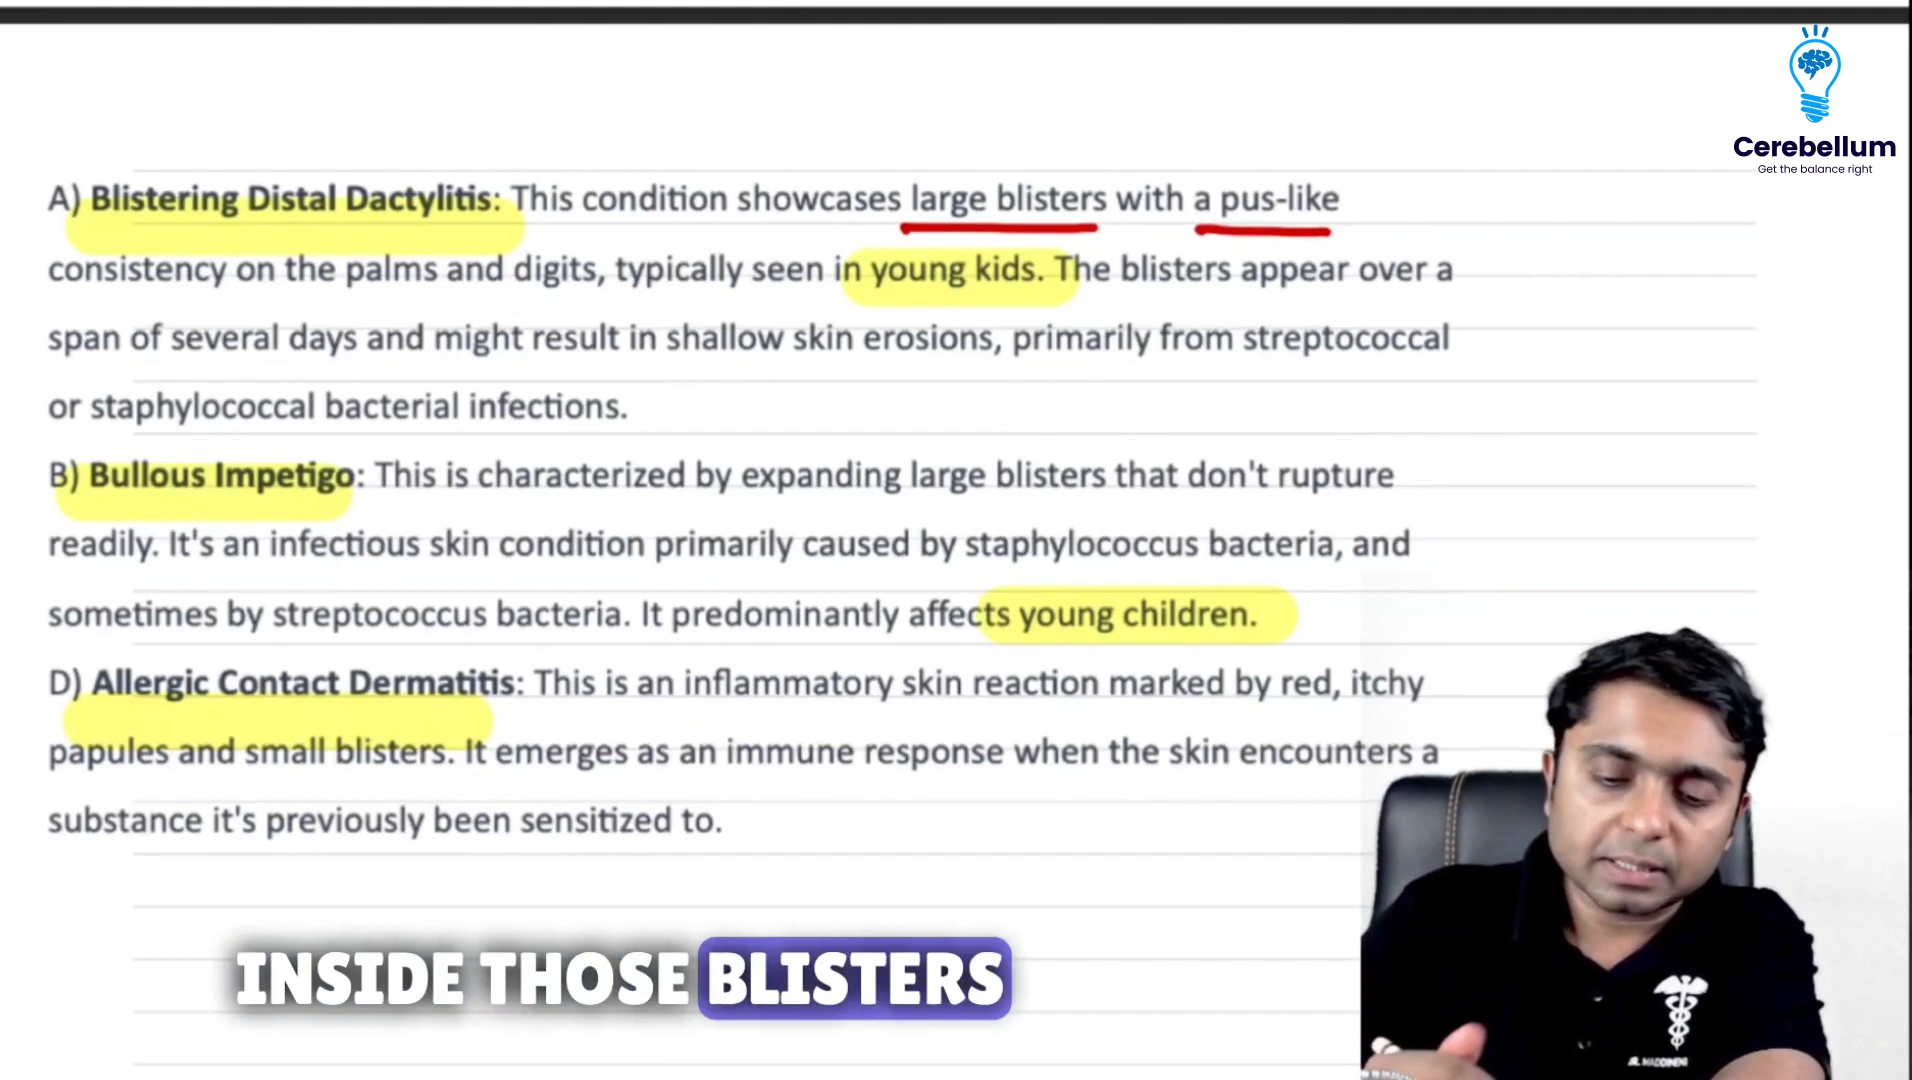 Cerebellum
Get the balance right
A) Blistering Distal Dactylitis: This condition showcases large blisters with a pus-like
consistency on the palms and digits, typically seen in young kids. The blisters appear over a
span of several days and might result in shallow skin erosions, primarily from streptococcal
or staphylococcal bacterial infections.
B) Bullous Impetigo: This is characterized by expanding large blisters that don't rupture
readily. It's an infectious skin condition primarily caused by staphylococcus bacteria, and
sometimes by streptococcus bacteria. It predominantly affects young children.
D) Allergic Contact Dermatitis: This is an inflammatory skin reaction marked by red, itchy
papules and small blisters. It emerges as an immune response when the skin encounters a
substance it's previously been sensitized to.
INSIDE THOSE BLISTERS